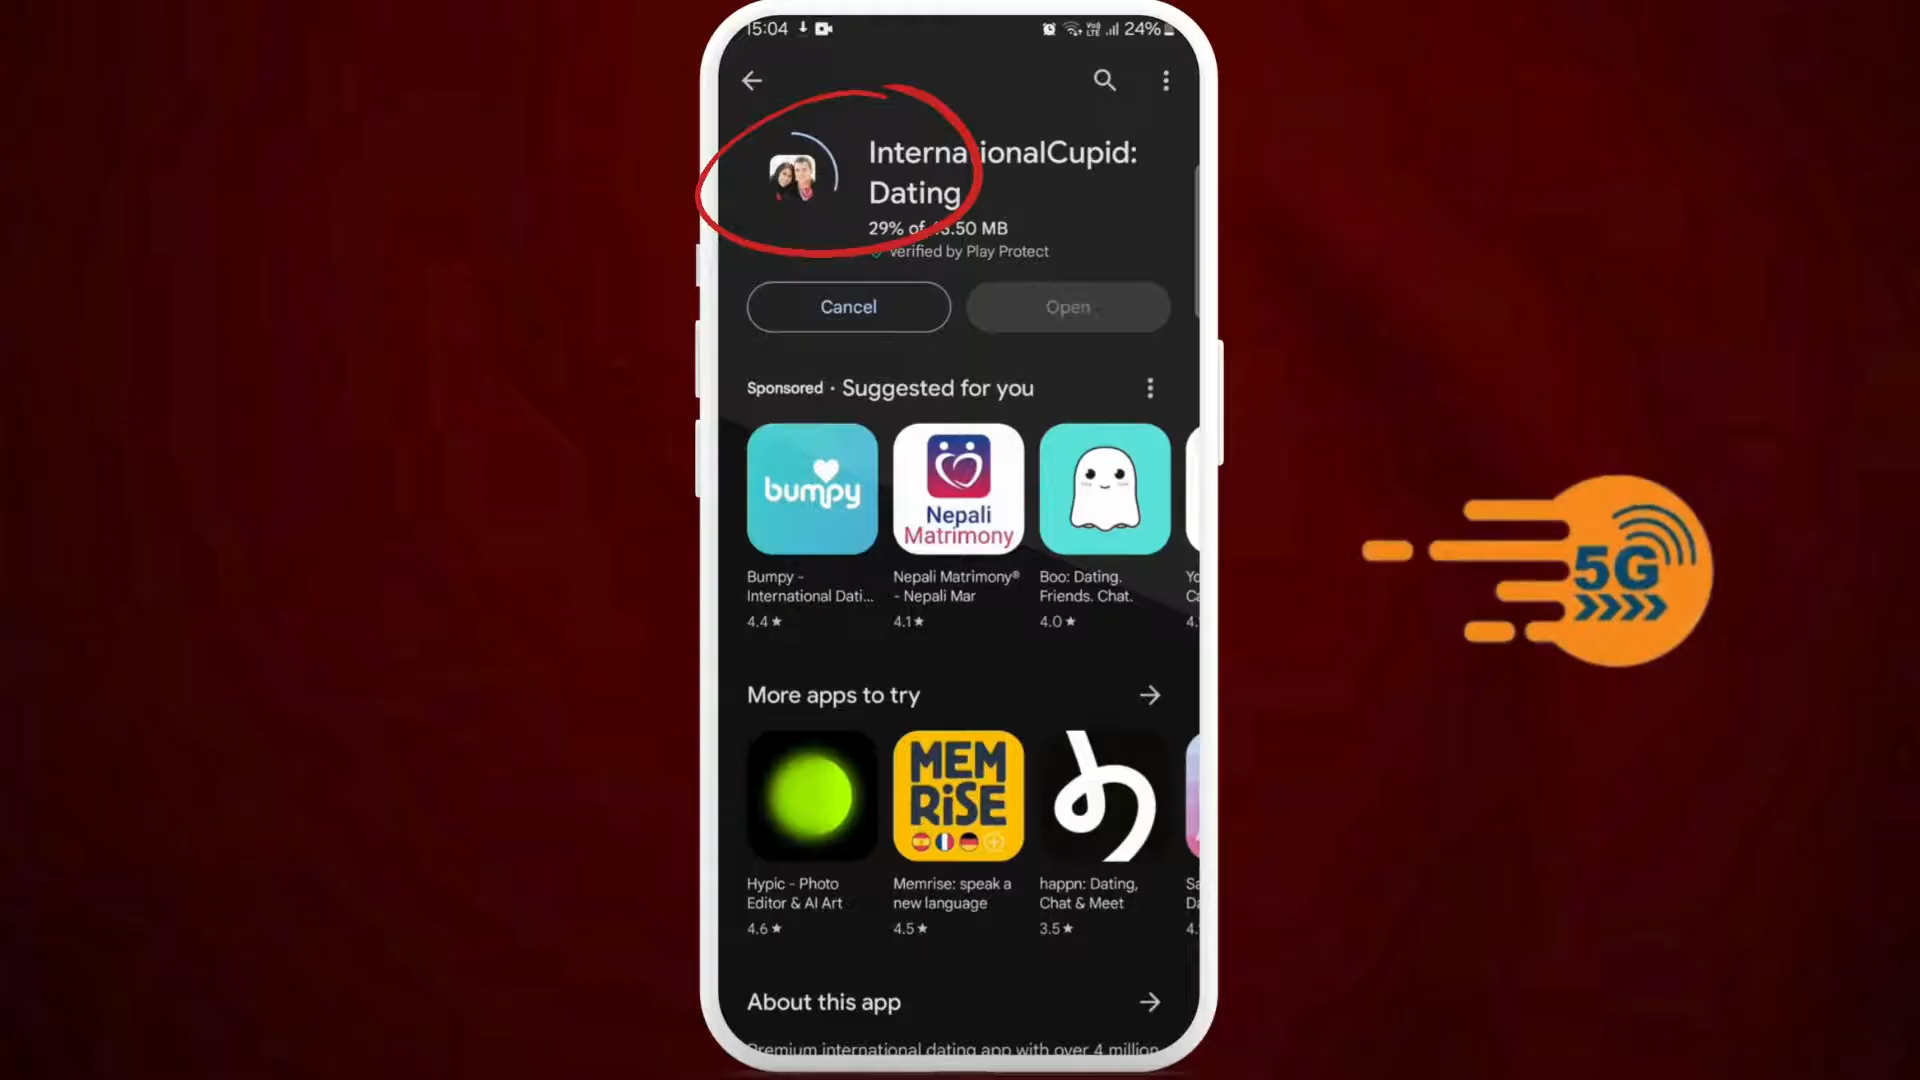 15:04
24%
InternationalCupid:
Dating
29% of .50 MB
Verified by Play Protect
Cancel
Open
Sponsored · Suggested for you
bumpy
Nepali
Matrimony
Bumpy -
International Dati...
4.4★
Nepali Matrimony®
- Nepali Mar
4.1★
Boo: Dating.
Friends. Chat.
4.0★
More apps to try
MEM
RiSE
Hypic - Photo
Editor & AI Art
4.6★
Memrise: speak a
new language
4.5★
happn: Dating,
Chat & Meet
3.5★
About this app
Premium international dating app with over 4 million
5G